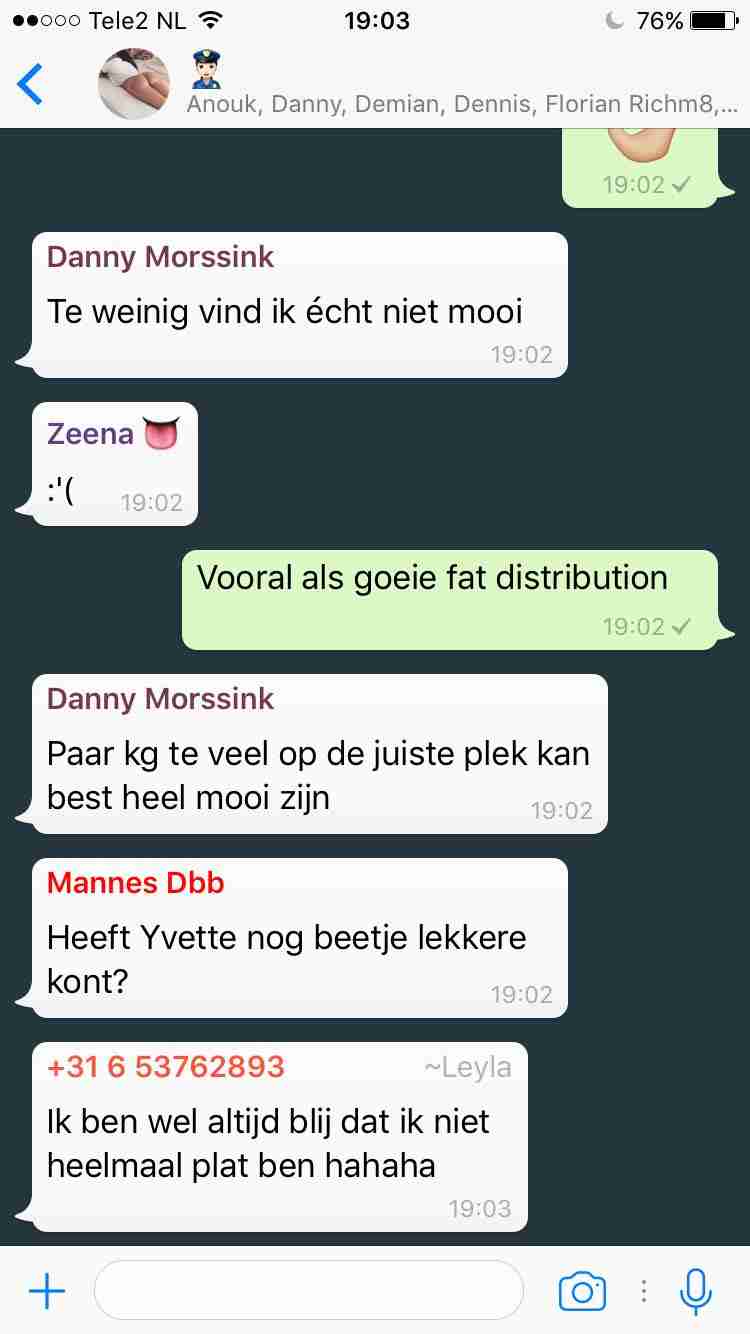 Tele2 NL 19:03 76%
Anouk, Danny, Demian, Dennis, Florian Richm8,...
19:02
Danny Morssink
Te weinig vind ik écht niet mooi
19:02
Zeena
:'(
19:02
Vooral als goeie fat distribution
19:02
Danny Morssink
Paar kg te veel op de juiste plek kan
best heel mooi zijn
19:02
Mannes Dbb
Heeft Yvette nog beetje lekkere
kont?
19:02
+31 6 53762893 ~Leyla
Ik ben wel altijd blij dat ik niet
heelmaal plat ben hahaha
19:03